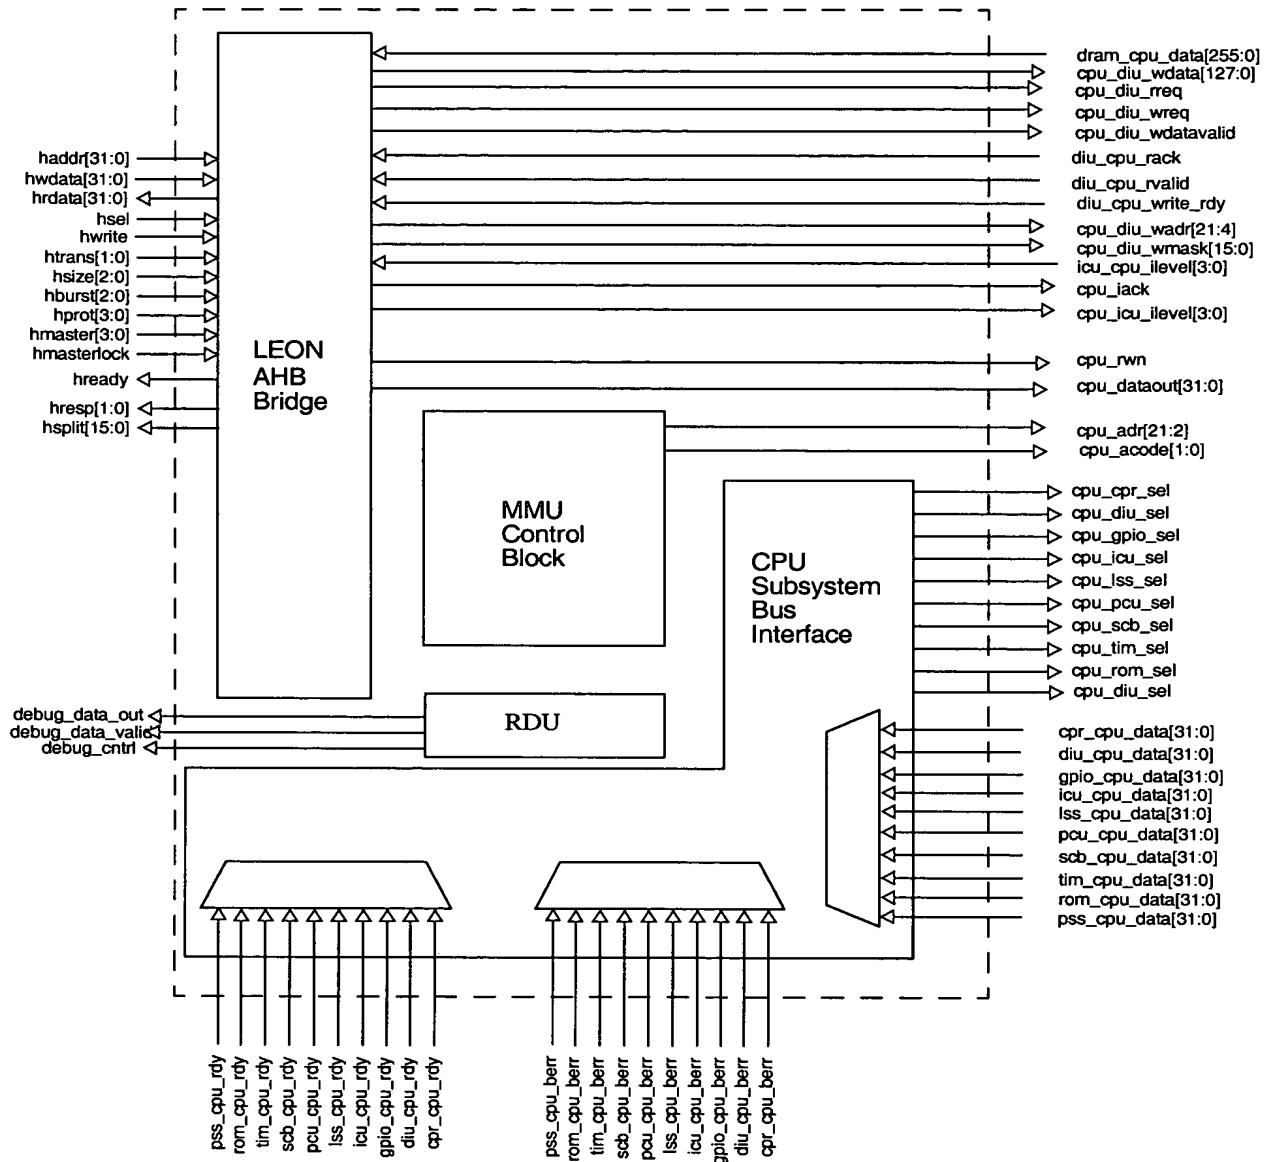 dram_cpu_data[255:0]
cpu_diu_wdata[127:0]
cpu_diu_rreq
cpu_diu_wreq
cpu_diu_wdatavalid
diu_cpu_rack
diu_cpu_rvalid
diu_cpu_write_rdy
cpu_diu_wadr[21:4]
cpu_diu_wmask[15:0]
icu_cpu_ilevel[3:0]
cpu_iack
cpu_icu_ilevel[3:0]
cpu_rwn
cpu_dataout[31:0]
cpu_adr[21:2]
cpu_acode[1:0]
haddr[31:0]
hwdata[31:0]
hrdata[31:0]
hsel
hwrite
htrans[1:0]
hsize[2:0]
hburst[2:0]
hprot[3:0]
hmaster[3:0]
hmasterlock
hready
hresp[1:0]
hsplit[15:0]
LEON
AHB
Bridge
MMU
Control
Block
CPU
Subsystem
Bus
Interface
cpu_cpr_sel
cpu_diu_sel
cpu_gpio_sel
cpu_icu_sel
cpu_lss_sel
cpu_pcu_sel
cpu_scb_sel
cpu_tim_sel
cpu_rom_sel
cpu_diu_sel
debug_data_out
debug_data_valid
debug_cntrl
RDU
cpr_cpu_data[31:0]
diu_cpu_data[31:0]
gpio_cpu_data[31:0]
icu_cpu_data[31:0]
lss_cpu_data[31:0]
pcu_cpu_data[31:0]
scb_cpu_data[31:0]
tim_cpu_data[31:0]
rom_cpu_data[31:0]
pss_cpu_data[31:0]
pss_cpu_rdy
rom_cpu_rdy
tim_cpu_rdy
scb_cpu_rdy
pcu_cpu_rdy
lss_cpu_rdy
icu_cpu_rdy
gpio_cpu_rdy
diu_cpu_rdy
cpr_cpu_rdy
pss_cpu_berr
rom_cpu_berr
tim_cpu_berr
scb_cpu_berr
pcu_cpu_berr
lss_cpu_berr
icu_cpu_berr
gpio_cpu_berr
diu_cpu_berr
cpr_cpu_berr